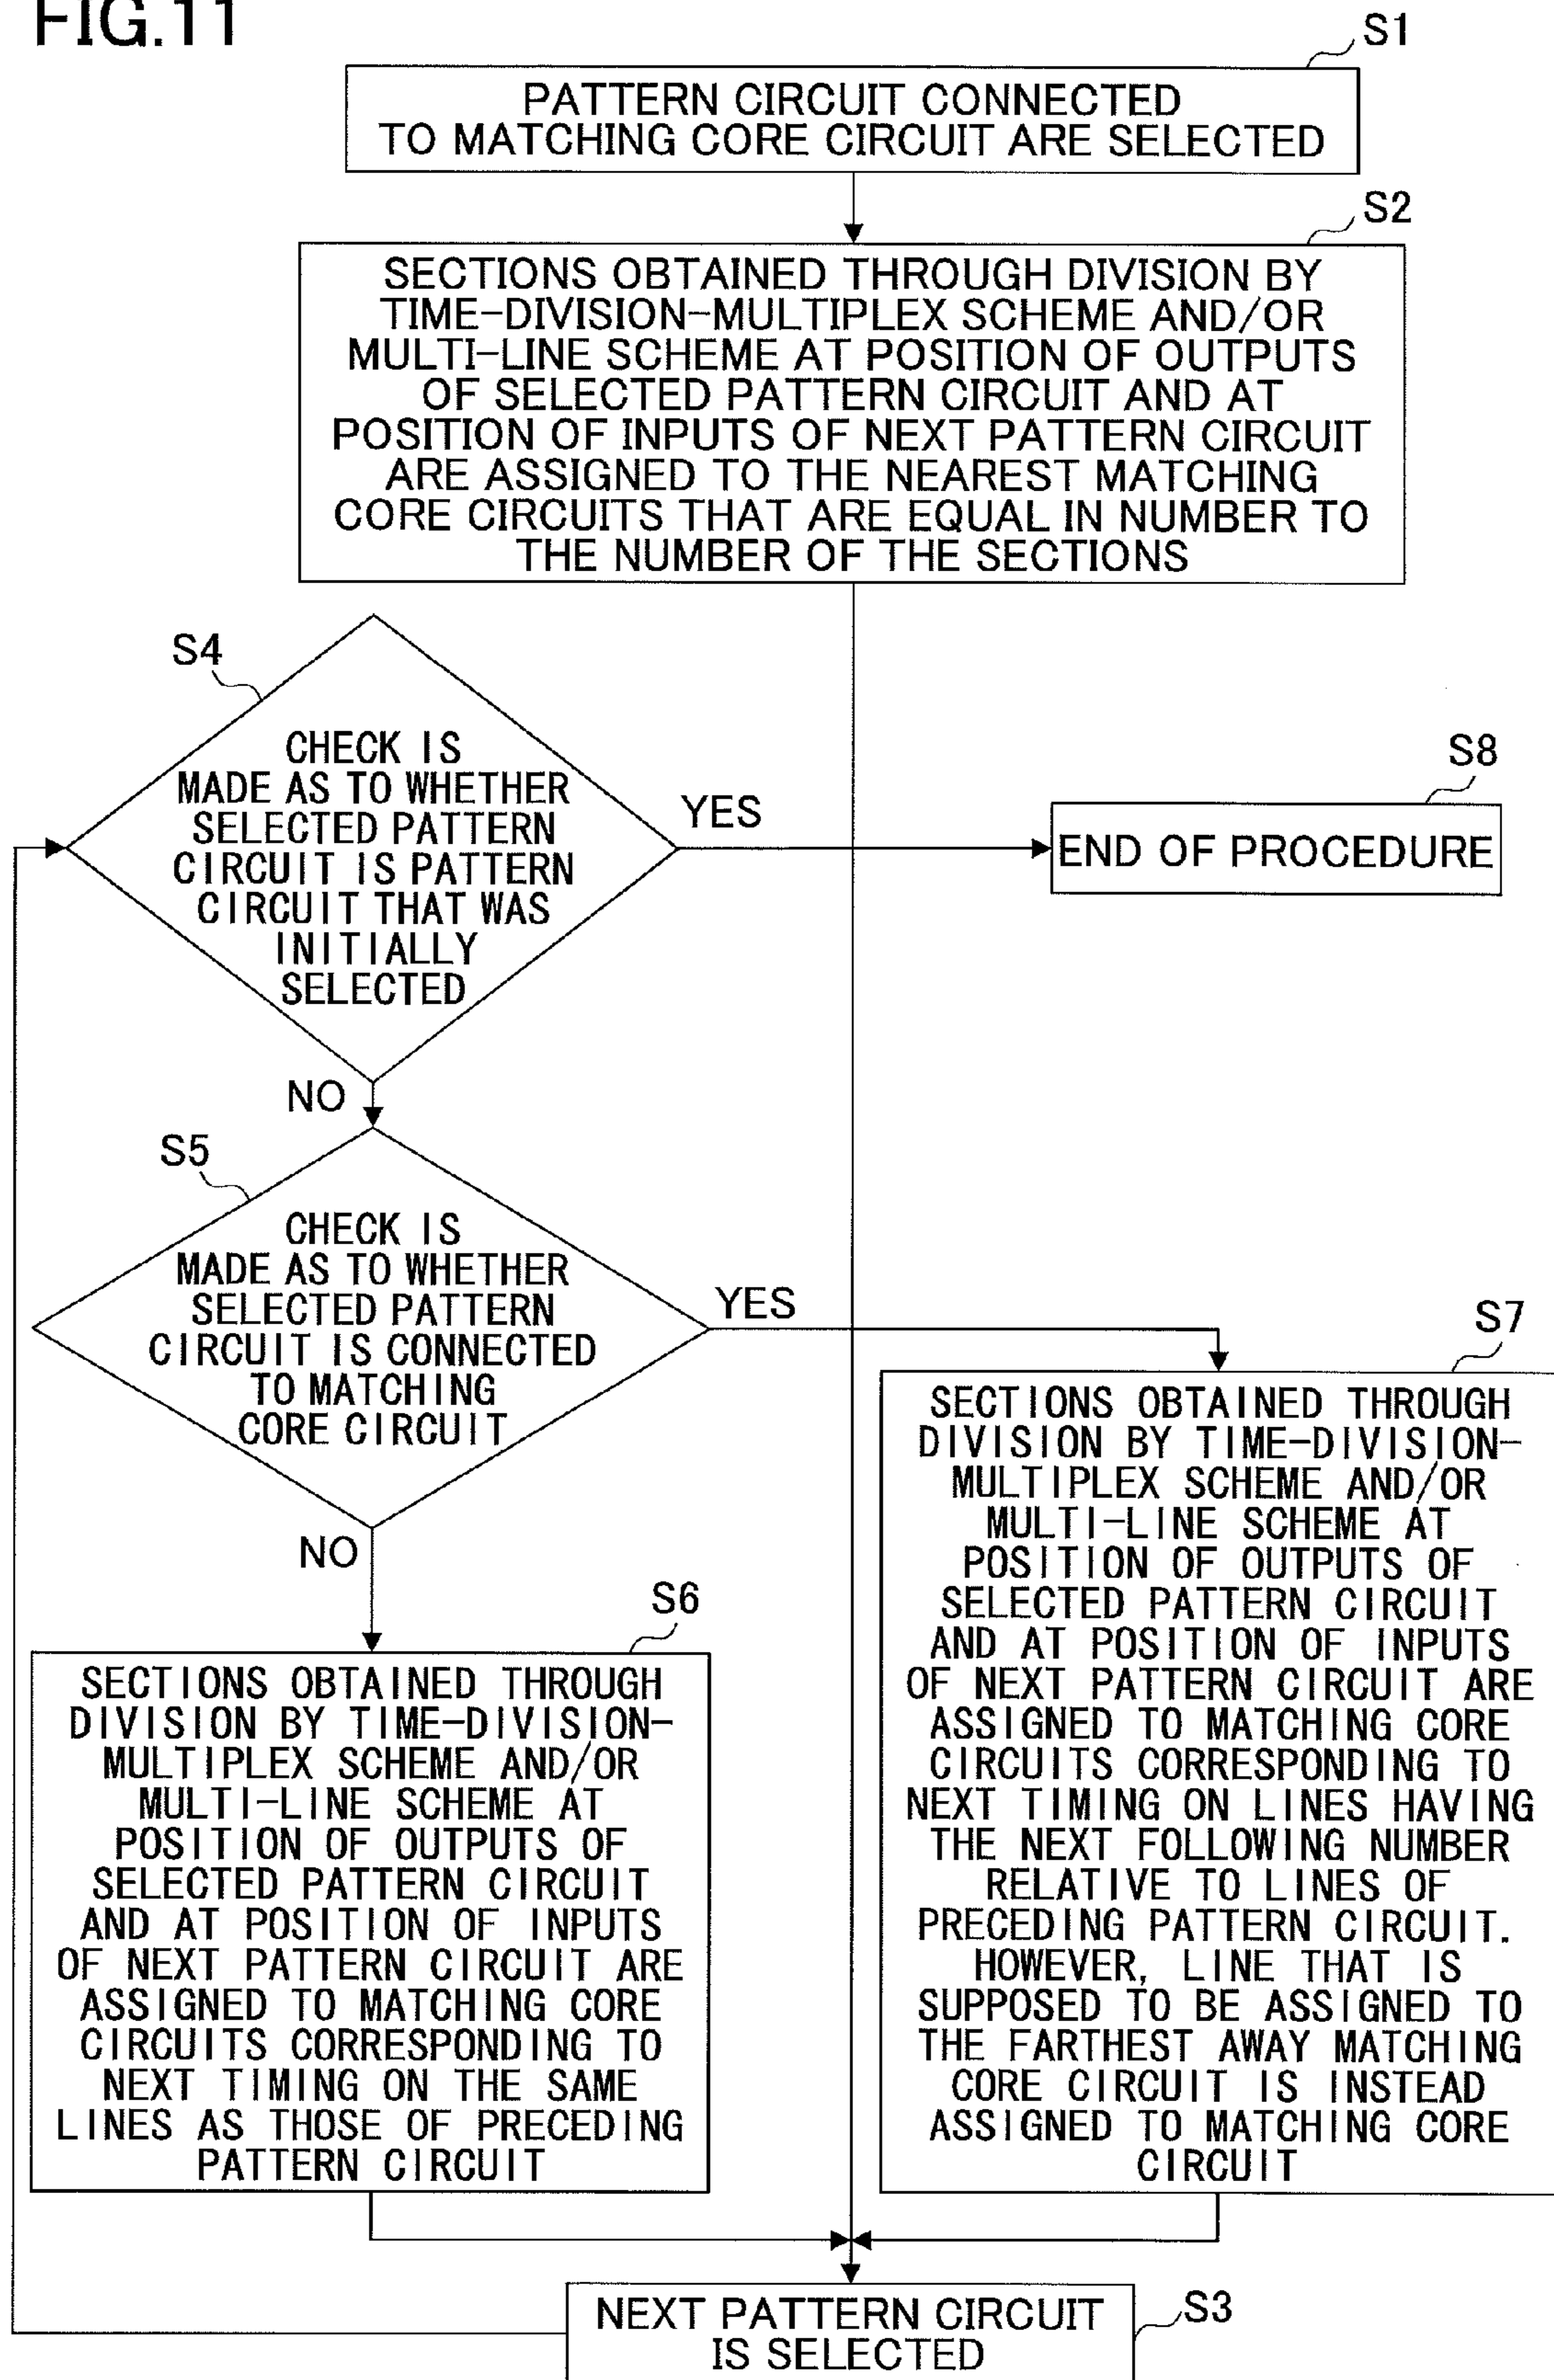 FIG.11
S1
PATTERN CIRCUIT CONNECTED
TO MATCHING CORE CIRCUIT ARE SELECTED
S2
SECTIONS OBTAINED THROUGH DIVISION BY
TIME-DIVISION-MULTIPLEX SCHEME AND/OR
MULTI-LINE SCHEME AT POSITION OF OUTPUTS
OF SELECTED PATTERN CIRCUIT AND AT
POSITION OF INPUTS OF NEXT PATTERN CIRCUIT
ARE ASSIGNED TO THE NEAREST MATCHING
CORE CIRCUITS THAT ARE EQUAL IN NUMBER TO
THE NUMBER OF THE SECTIONS
S4
CHECK IS
MADE AS TO WHETHER
SELECTED PATTERN
CIRCUIT IS PATTERN
CIRCUIT THAT WAS
INITIALLY
SELECTED
YES
S8
END OF PROCEDURE
NO
S5
CHECK IS
MADE AS TO WHETHER
SELECTED PATTERN
CIRCUIT IS CONNECTED
TO MATCHING
CORE CIRCUIT
YES
S7
SECTIONS OBTAINED THROUGH
DIVISION BY TIME-DIVISION-
MULTIPLEX SCHEME AND/OR
MULTI-LINE SCHEME AT
POSITION OF OUTPUTS OF
SELECTED PATTERN CIRCUIT
AND AT POSITION OF INPUTS
OF NEXT PATTERN CIRCUIT ARE
ASSIGNED TO MATCHING CORE
CIRCUITS CORRESPONDING TO
NEXT TIMING ON LINES HAVING
THE NEXT FOLLOWING NUMBER
RELATIVE TO LINES OF
PRECEDING PATTERN CIRCUIT.
HOWEVER, LINE THAT IS
SUPPOSED TO BE ASSIGNED TO
THE FARTHEST AWAY MATCHING
CORE CIRCUIT IS INSTEAD
ASSIGNED TO MATCHING CORE
CIRCUIT
NO
S6
SECTIONS OBTAINED THROUGH
DIVISION BY TIME-DIVISION-
MULTIPLEX SCHEME AND/OR
MULTI-LINE SCHEME AT
POSITION OF OUTPUTS OF
SELECTED PATTERN CIRCUIT
AND AT POSITION OF INPUTS
OF NEXT PATTERN CIRCUIT ARE
ASSIGNED TO MATCHING CORE
CIRCUITS CORRESPONDING TO
NEXT TIMING ON THE SAME
LINES AS THOSE OF PRECEDING
PATTERN CIRCUIT
S3
NEXT PATTERN CIRCUIT
IS SELECTED